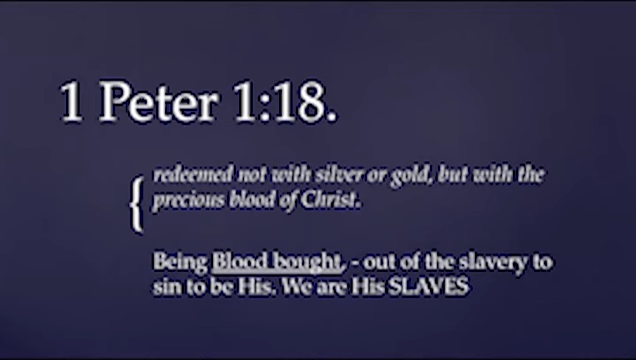 1 Peter 1:18.
redeemed not with silver or gold, but with the
precious blood of Christ.
Being Blood bought, - out of the slavery to
sin to be His. We are His SLAVES